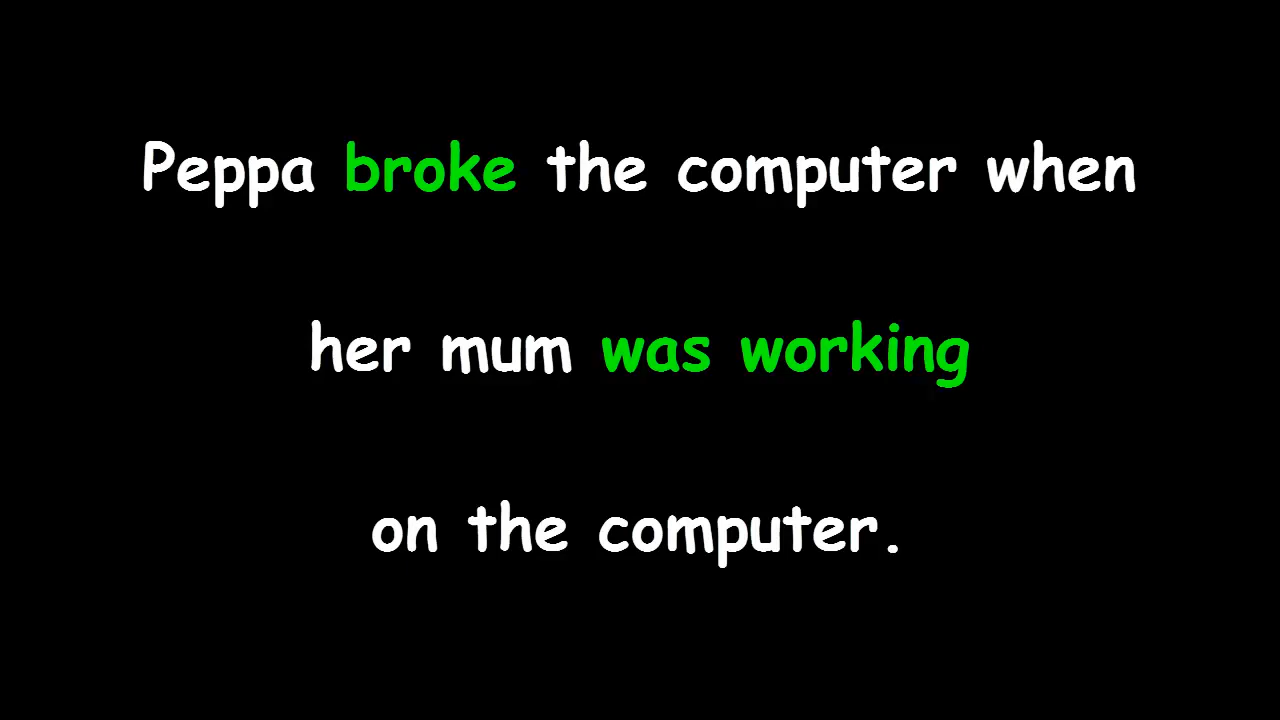 Peppa broke the computer when
her mum was working
on the computer.